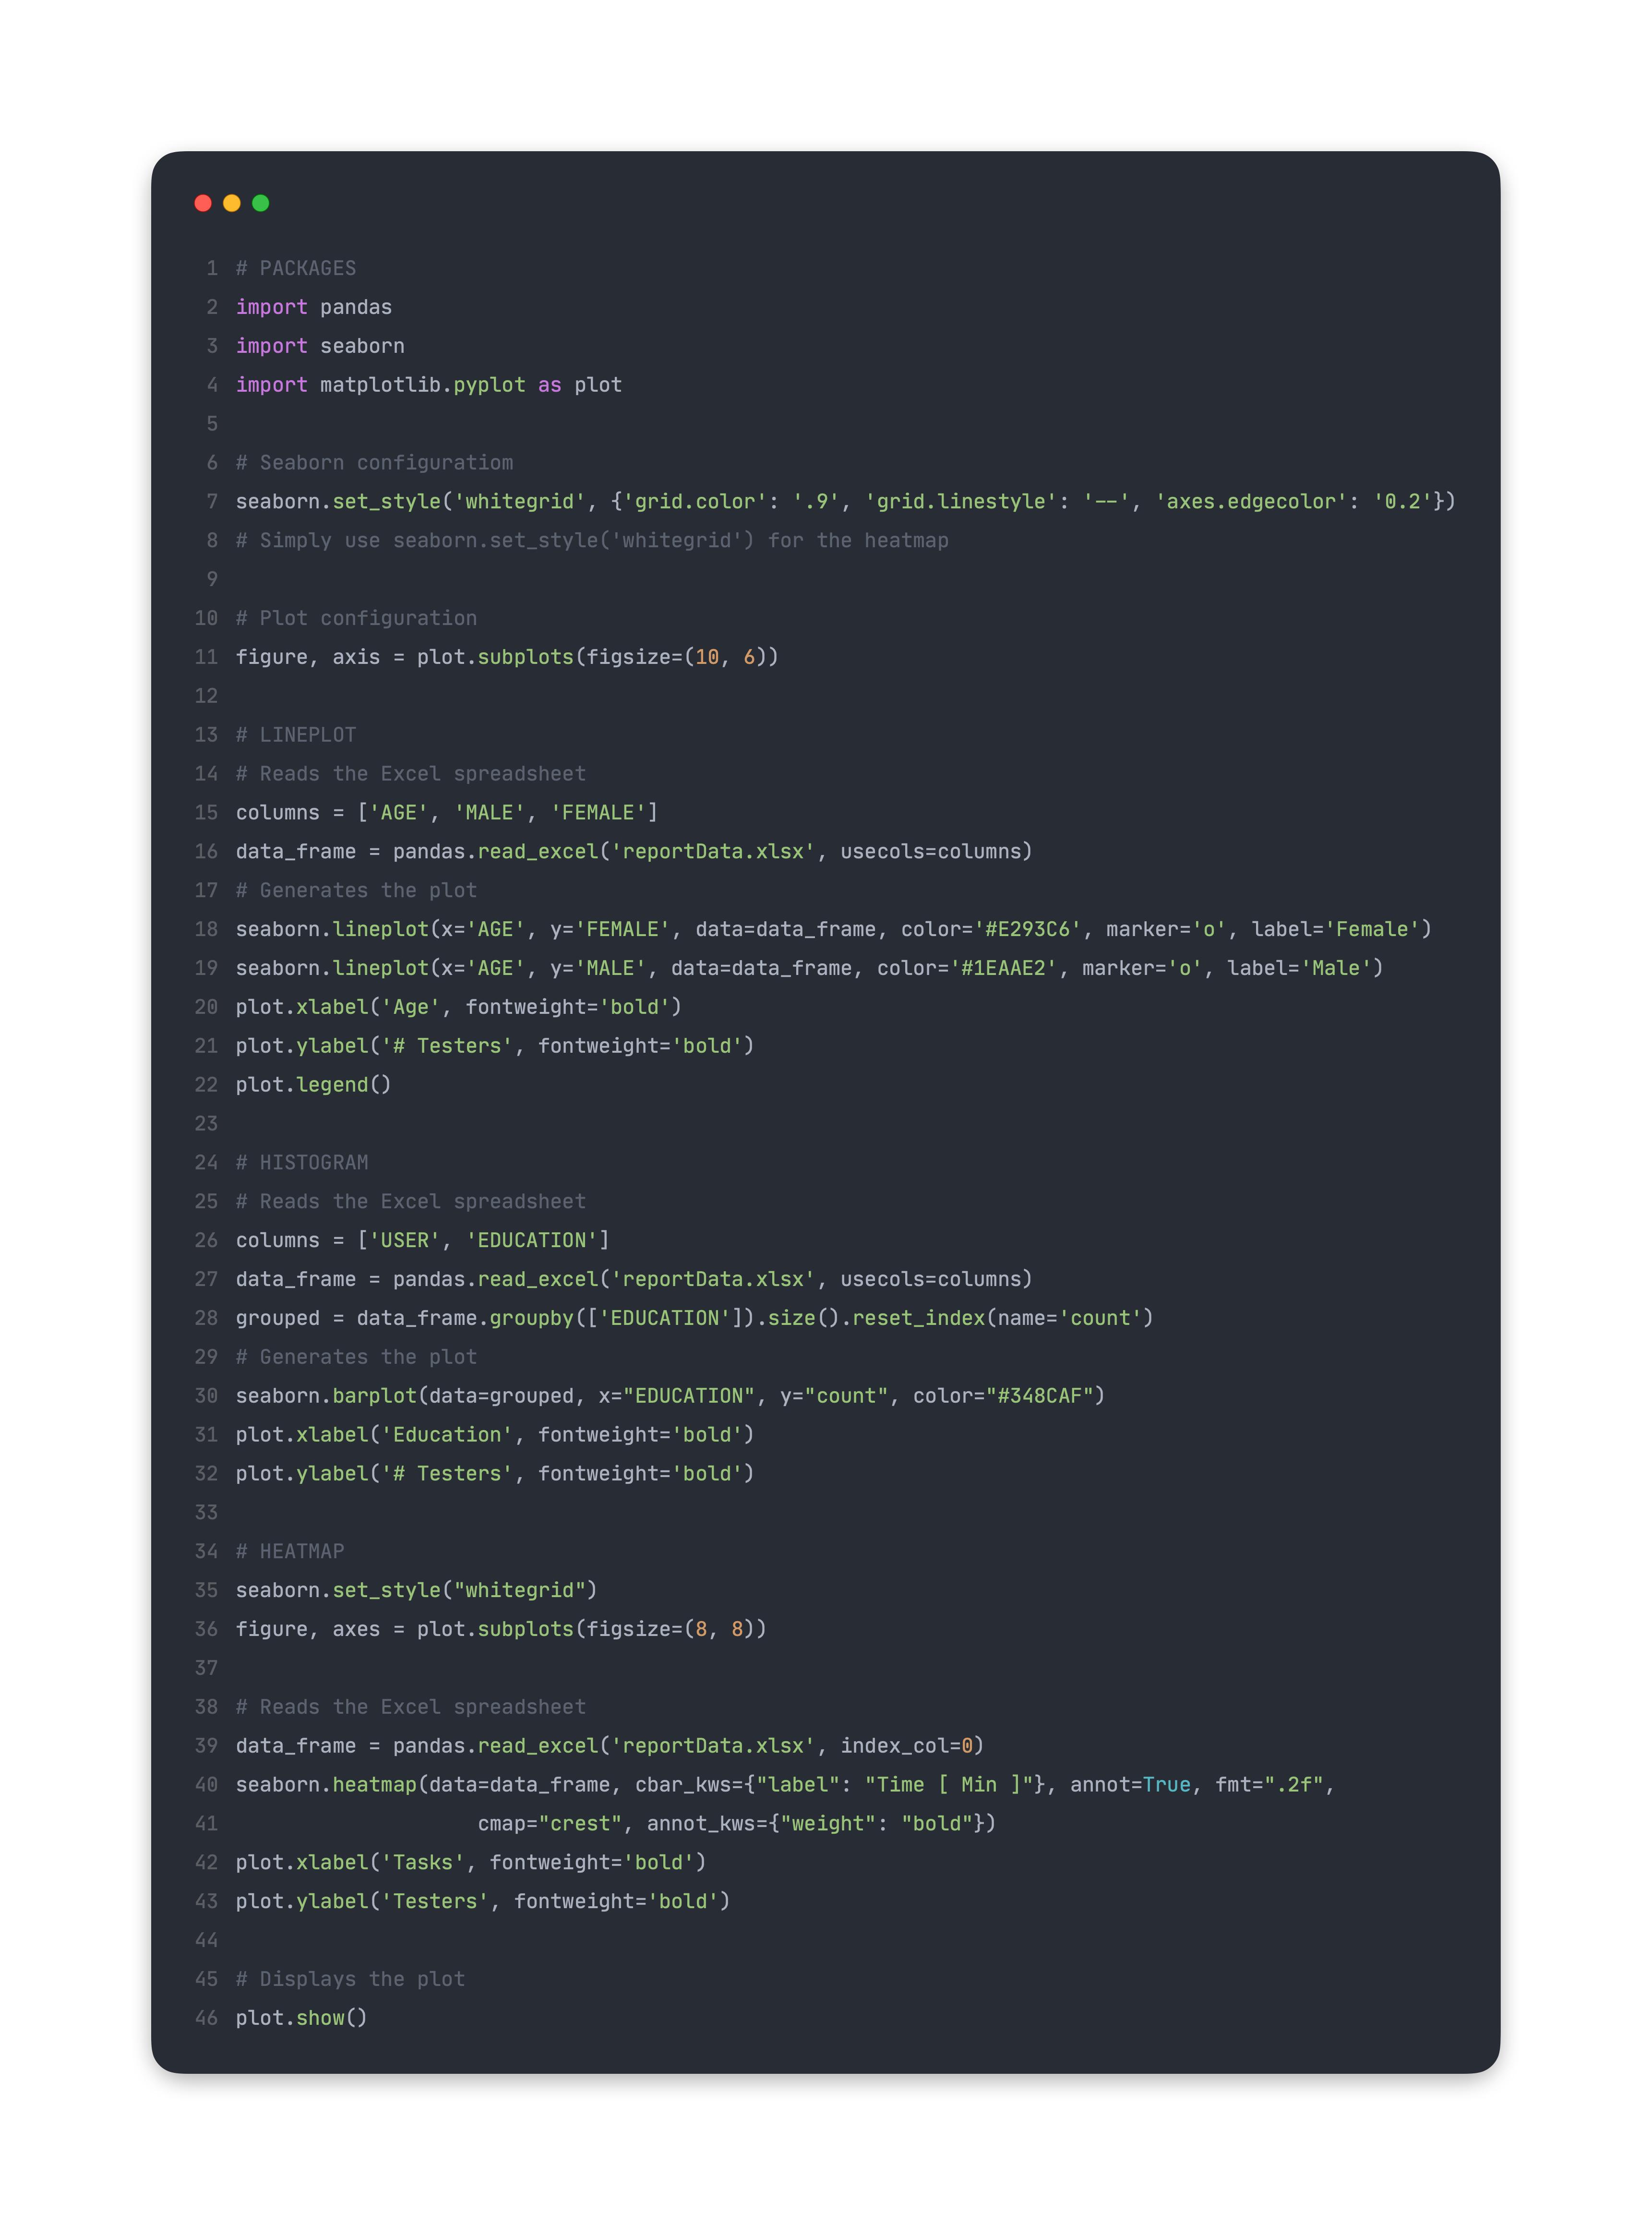 1 # PACKAGES
2 import pandas
3 import seaborn
4 import matplotlib.pyplot as plot
5
6 # Seaborn configuratiom
7 seaborn.set_style('whitegrid', {'grid.color': '.9', 'grid.linestyle': '--', 'axes.edgecolor': '0.2'})
8 # Simply use seaborn.set_style('whitegrid') for the heatmap
9
10 # Plot configuration
11 figure, axis = plot.subplots(figsize=(10, 6))
12
13 # LINEPLOT
14 # Reads the Excel spreadsheet
15 columns = ['AGE', 'MALE', 'FEMALE']
16 data_frame = pandas.read_excel('reportData.xlsx', usecols=columns)
17 # Generates the plot
18 seaborn.lineplot(x='AGE', y='FEMALE', data=data_frame, color='#E293C6', marker='o', label='Female')
19 seaborn.lineplot(x='AGE', y='MALE', data=data_frame, color='#1EAAE2', marker='o', label='Male')
20 plot.xlabel('Age', fontweight='bold')
21 plot.ylabel('# Testers', fontweight='bold')
22 plot.legend()
23
24 # HISTOGRAM
25 # Reads the Excel spreadsheet
26 columns = ['USER', 'EDUCATION']
27 data_frame = pandas.read_excel('reportData.xlsx', usecols=columns)
28 grouped = data_frame.groupby(['EDUCATION']).size().reset_index(name='count')
29 # Generates the plot
30 seaborn.barplot(data=grouped, x="EDUCATION", y="count", color="#348CAF")
31 plot.xlabel('Education', fontweight='bold')
32 plot.ylabel('# Testers', fontweight='bold')
33
34 # HEATMAP
35 seaborn.set_style("whitegrid")
36 figure, axes = plot.subplots(figsize=(8, 8))
37
38 # Reads the Excel spreadsheet
39 data_frame = pandas.read_excel('reportData.xlsx', index_col=0)
40 seaborn.heatmap(data=data_frame, cbar_kws={"label": "Time [ Min ]"}, annot=True, fmt=".2f",
41                     cmap="crest", annot_kws={"weight": "bold"})
42 plot.xlabel('Tasks', fontweight='bold')
43 plot.ylabel('Testers', fontweight='bold')
44
45 # Displays the plot
46 plot.show()